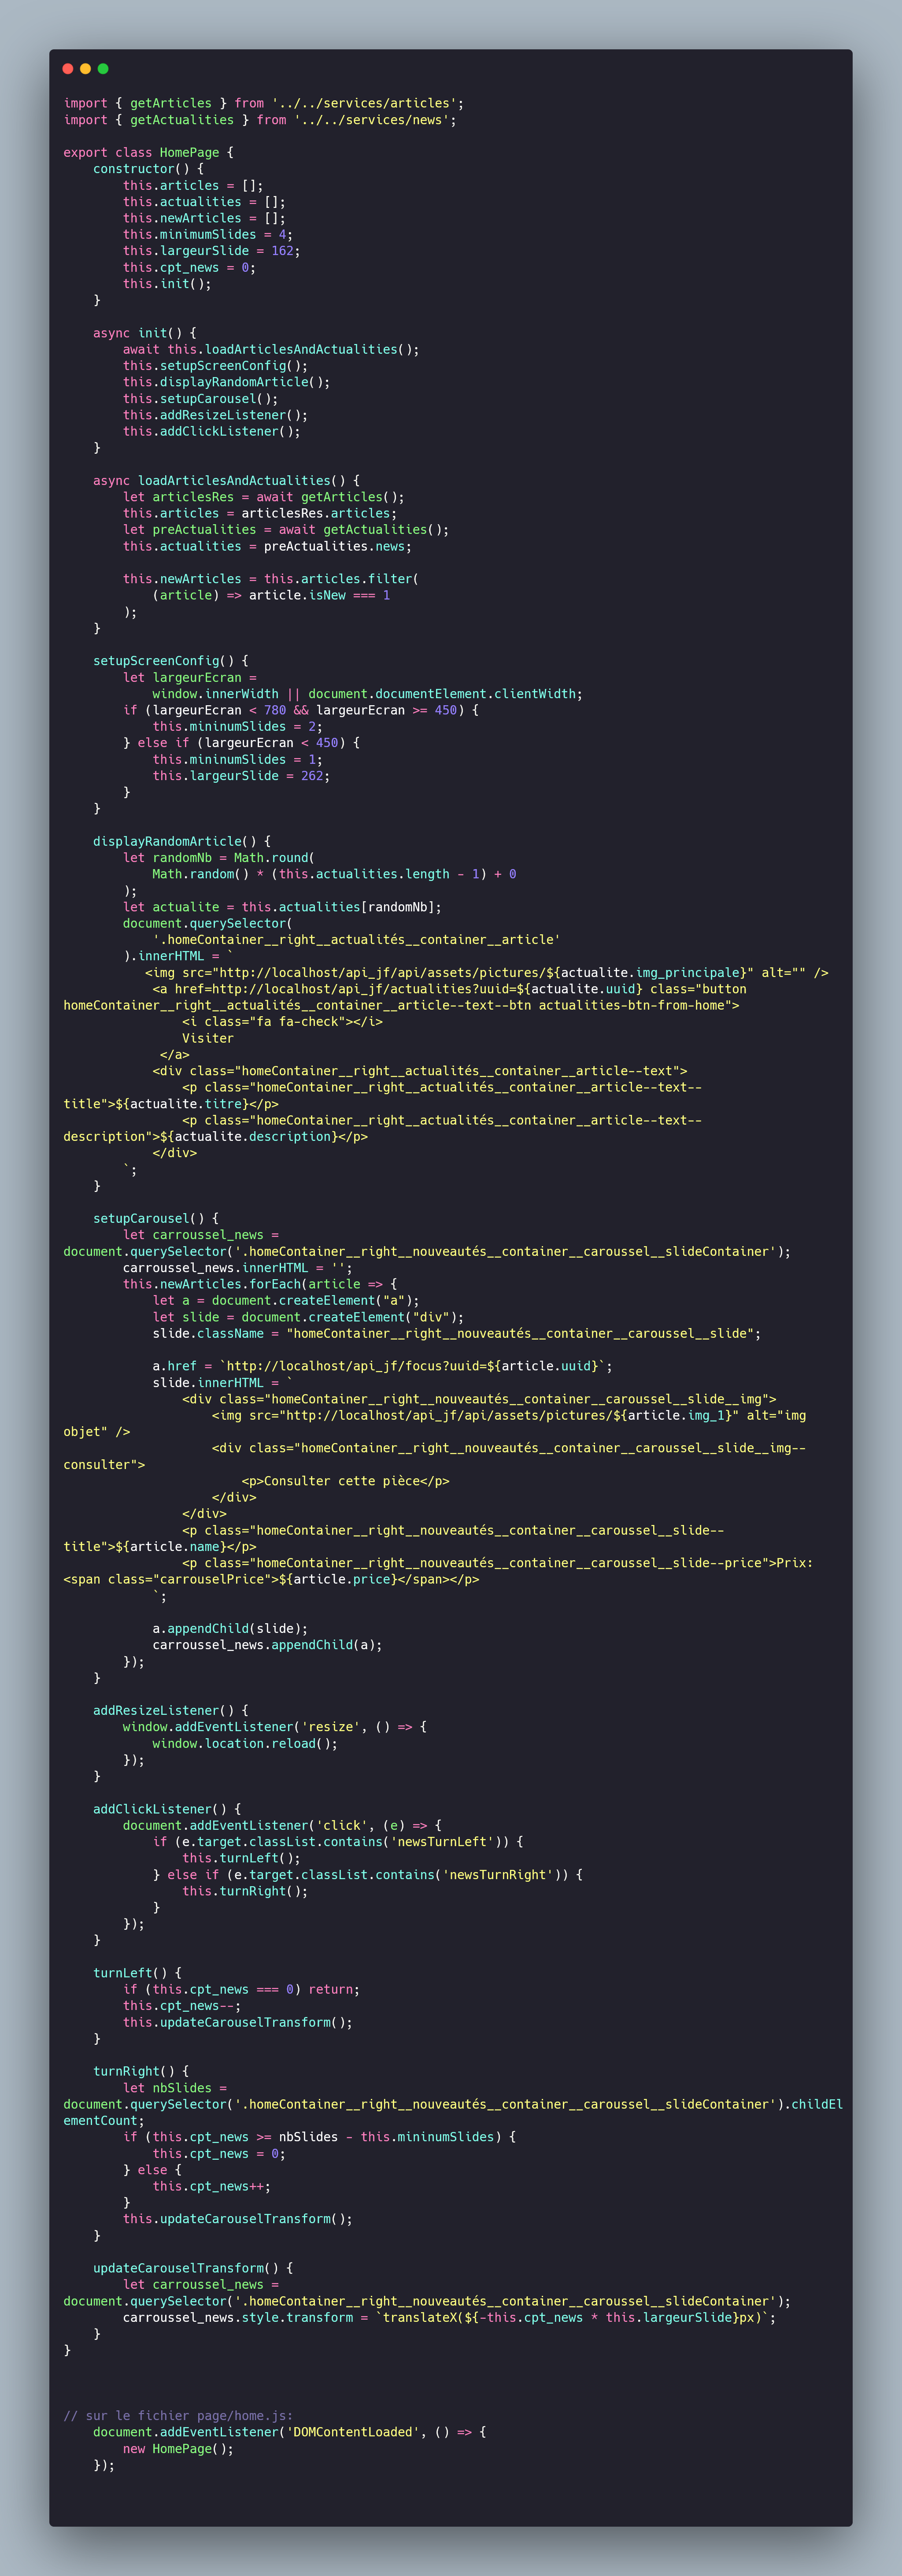 import { getArticles } from '../../services/articles';
import { getActualities } from '../../services/news';

export class HomePage {
    constructor() {
        this.articles = [];
        this.actualities = [];
        this.newArticles = [];
        this.minimumSlides = 4;
        this.largeurSlide = 162;
        this.cpt_news = 0;
        this.init();
    }

    async init() {
        await this.loadArticlesAndActualities();
        this.setupScreenConfig();
        this.displayRandomArticle();
        this.setupCarousel();
        this.addResizeListener();
        this.addClickListener();
    }

    async loadArticlesAndActualities() {
        let articlesRes = await getArticles();
        this.articles = articlesRes.articles;
        let preActualities = await getActualities();
        this.actualities = preActualities.news;

        this.newArticles = this.articles.filter(
            (article) => article.isNew === 1
        );
    }

    setupScreenConfig() {
        let largeurEcran =
            window.innerWidth || document.documentElement.clientWidth;
        if (largeurEcran < 780 && largeurEcran >= 450) {
            this.mininumSlides = 2;
        } else if (largeurEcran < 450) {
            this.mininumSlides = 1;
            this.largeurSlide = 262;
        }
    }

    displayRandomArticle() {
        let randomNb = Math.round(
            Math.random() * (this.actualities.length - 1) + 0
        );
        let actualite = this.actualities[randomNb];
        document.querySelector(
            '.homeContainer__right__actualités__container__article'
        ).innerHTML = `
           <img src="http://localhost/api_jf/api/assets/pictures/${actualite.img_principale}" alt="" />
            <a href=http://localhost/api_jf/actualities?uuid=${actualite.uuid} class="button
homeContainer__right__actualités__container__article--text--btn actualities-btn-from-home">
                <i class="fa fa-check"></i>
                Visiter
             </a>
            <div class="homeContainer__right__actualités__container__article--text">
                <p class="homeContainer__right__actualités__container__article--text--
title">${actualite.titre}</p>
                <p class="homeContainer__right__actualités__container__article--text--
description">${actualite.description}</p>
            </div>
        `;
    }

    setupCarousel() {
        let carroussel_news =
document.querySelector('.homeContainer__right__nouveautés__container__caroussel__slideContainer');
        carroussel_news.innerHTML = '';
        this.newArticles.forEach(article => {
            let a = document.createElement("a");
            let slide = document.createElement("div");
            slide.className = "homeContainer__right__nouveautés__container__caroussel__slide";

            a.href = `http://localhost/api_jf/focus?uuid=${article.uuid}`;
            slide.innerHTML = `
                <div class="homeContainer__right__nouveautés__container__caroussel__slide__img">
                    <img src="http://localhost/api_jf/api/assets/pictures/${article.img_1}" alt="img
objet" />
                    <div class="homeContainer__right__nouveautés__container__caroussel__slide__img--
consulter">
                        <p>Consulter cette pièce</p>
                    </div>
                </div>
                <p class="homeContainer__right__nouveautés__container__caroussel__slide--
title">${article.name}</p>
                <p class="homeContainer__right__nouveautés__container__caroussel__slide--price">Prix:
<span class="carrouselPrice">${article.price}</span></p>
            `;

            a.appendChild(slide);
            carroussel_news.appendChild(a);
        });
    }

    addResizeListener() {
        window.addEventListener('resize', () => {
            window.location.reload();
        });
    }

    addClickListener() {
        document.addEventListener('click', (e) => {
            if (e.target.classList.contains('newsTurnLeft')) {
                this.turnLeft();
            } else if (e.target.classList.contains('newsTurnRight')) {
                this.turnRight();
            }
        });
    }

    turnLeft() {
        if (this.cpt_news === 0) return;
        this.cpt_news--;
        this.updateCarouselTransform();
    }

    turnRight() {
        let nbSlides =
document.querySelector('.homeContainer__right__nouveautés__container__caroussel__slideContainer').childEl
ementCount;
        if (this.cpt_news >= nbSlides - this.mininumSlides) {
            this.cpt_news = 0;
        } else {
            this.cpt_news++;
        }
        this.updateCarouselTransform();
    }

    updateCarouselTransform() {
        let carroussel_news =
document.querySelector('.homeContainer__right__nouveautés__container__caroussel__slideContainer');
        carroussel_news.style.transform = `translateX(${-this.cpt_news * this.largeurSlide}px)`;
    }
}

// sur le fichier page/home.js:
    document.addEventListener('DOMContentLoaded', () => {
        new HomePage();
    });